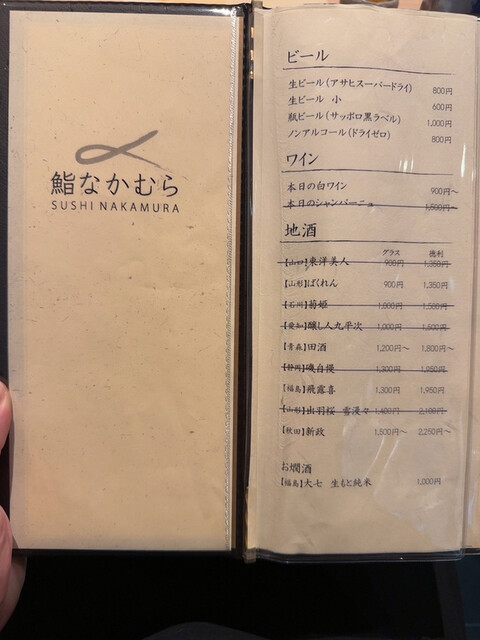 鮨なかむら
SUSHI NAKAMURA
ビール
生ビール(アサヒスーパードライ) 800円
生ビール 小 600円
瓶ビール(サッポロ黒ラベル) 1,000円
ノンアルコール(ドライゼロ) 800円
ワイン
本日の白ワイン 900円～
本日のシャンパーニュ 1,500円～
地酒
グラス 徳利
【山口】東洋美人 900円 1,350円
【山形】ばくれん 900円 1,350円
【石川】菊姫 1,000円 1,500円
【愛知】醸し人九平次 1,000円 1,500円
【青森】田酒 1,200円～ 1,800円～
【静岡】磯自慢 1,300円 1,950円
【福島】飛露喜 1,300円 1,950円
【山形】出羽桜 雪漫々 1,400円 2,100円
【秋田】新政 1,500円～ 2,250円～
お燗酒
【福島】大七 生もと純米 1,000円